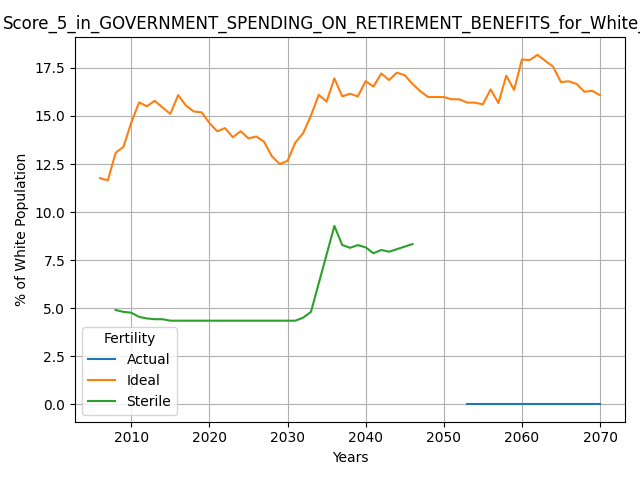 Score_5_in_GOVERNMENT_SPENDING_ON_RETIREMENT_BENEFITS_for_White_
17.5
15.0
12.5
10.0
7.5
5.0
2.5
0.0
% of White Population
Fertility
Actual
Ideal
Sterile
2010 2020 2030 2040 2050 2060 2070
Years